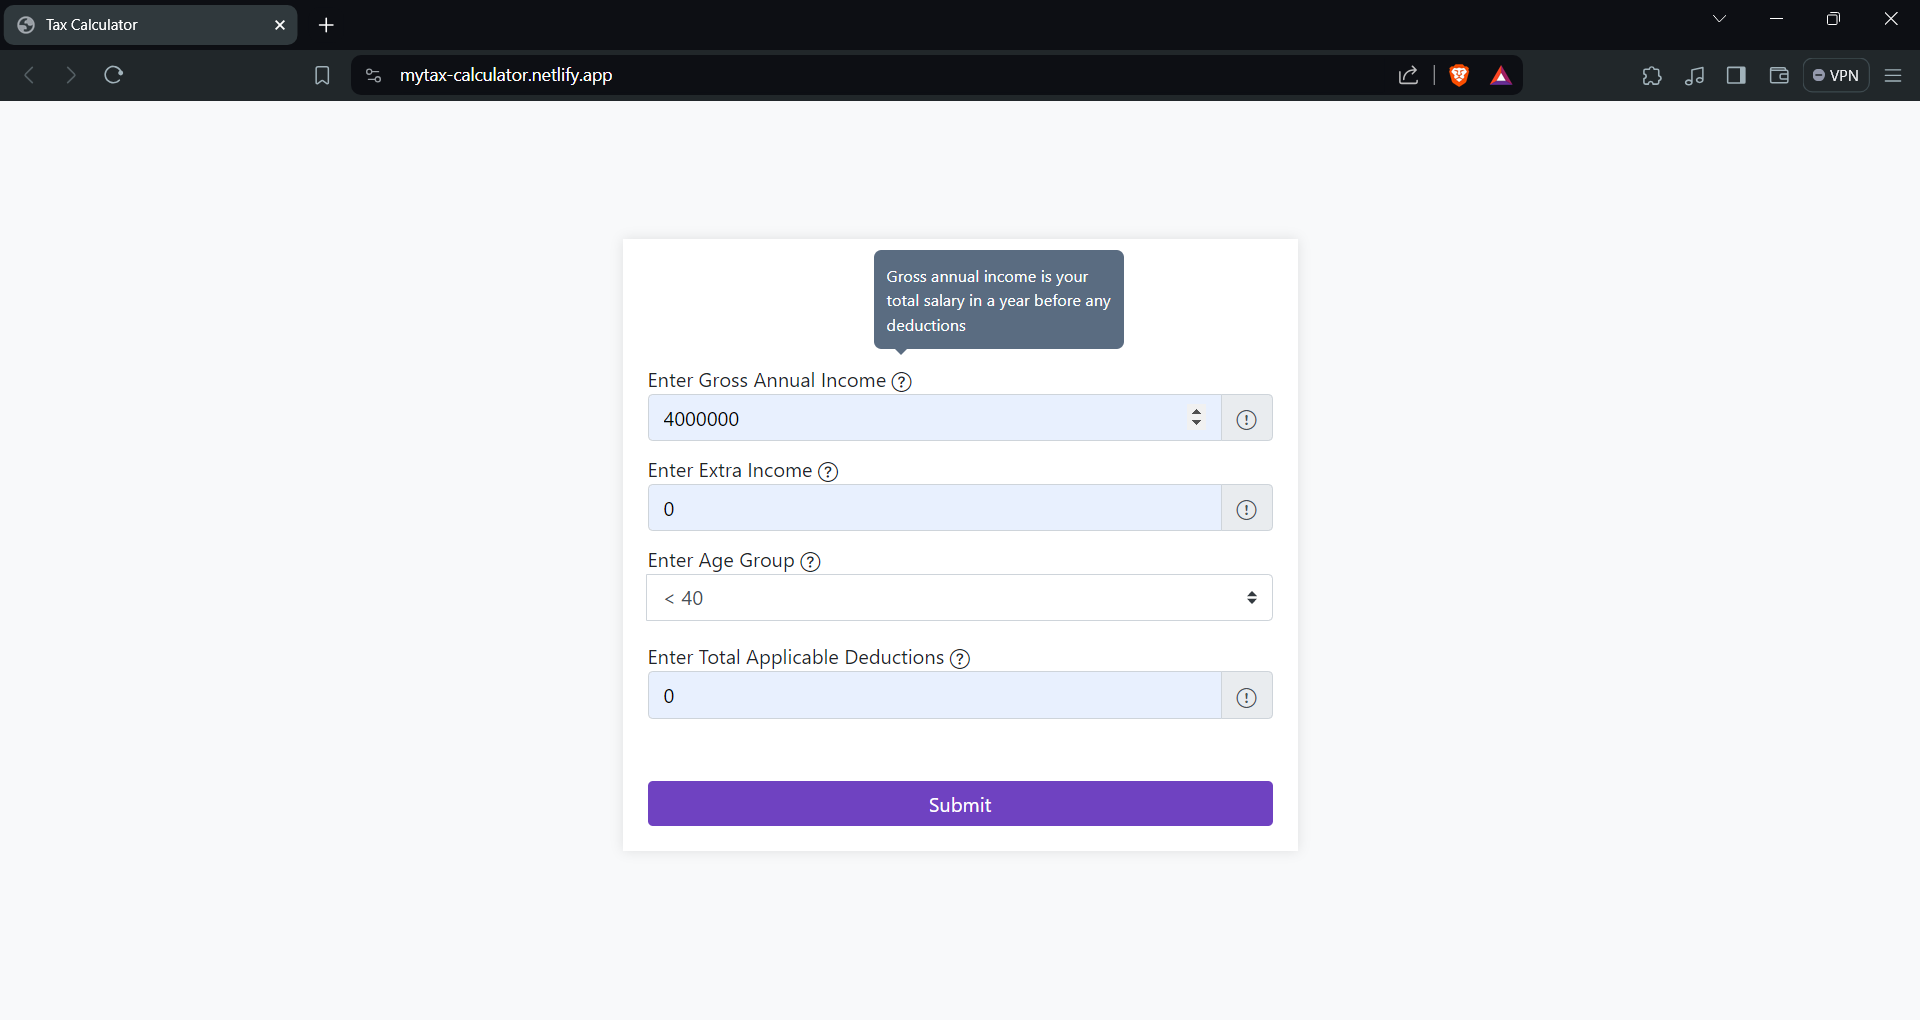 Tax Calculator
mytax-calculator.netlify.app
VPN
Gross annual income is your
total salary in a year before any
deductions
Enter Gross Annual Income ?
4000000
Enter Extra Income ?
0
Enter Age Group ?
< 40
Enter Total Applicable Deductions ?
0
Submit